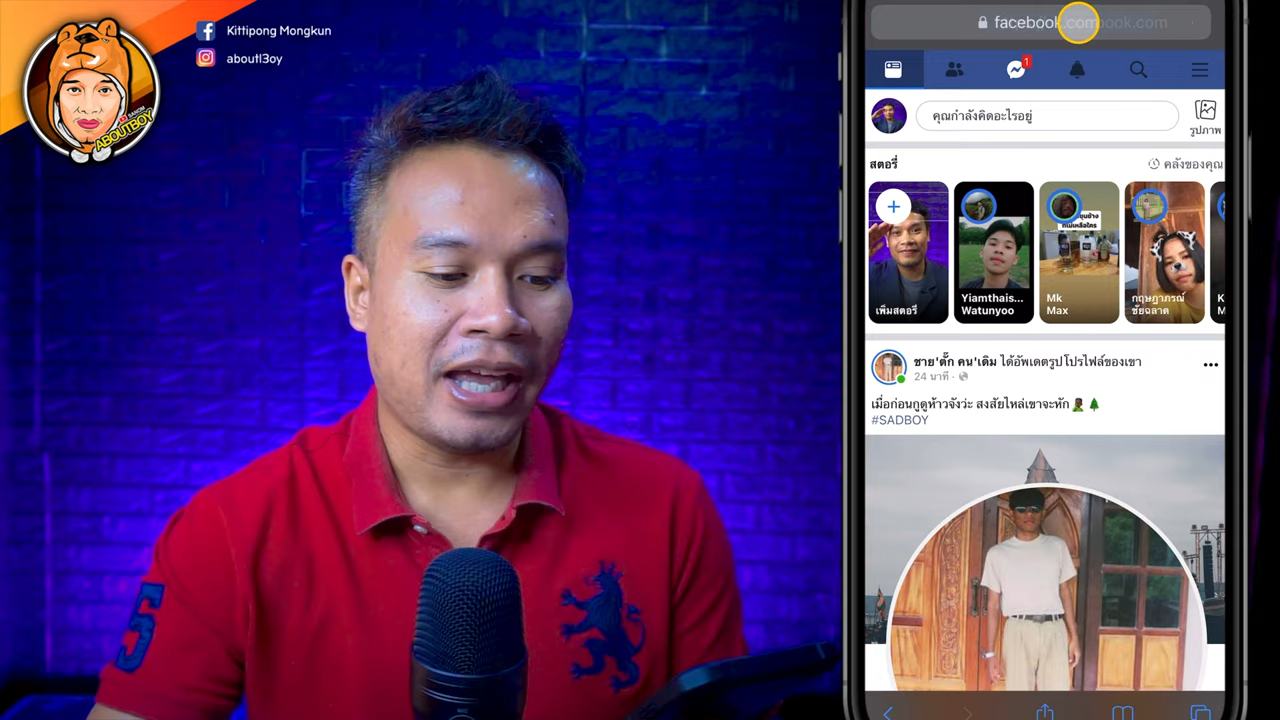 Kittipong Mongkun
aboutl3oy
ABOUTBOY
facebook.com
1
คุณกำลังคิดอะไรอยู่
รูปภาพ
สตอรี่
คลังของคุณ
เพิ่มสตอรี่
Yiamthais...
Watunyoo
Mk
Max
กฤษฎาภรณ์
ชัยฉลาด
K
M
ชาย'ตั๊ก คน'เดิม ได้อัพเดตรูปโปรไฟล์ของเขา
24 นาที ·
เมื่อก่อนกูดูห้าวจังว่ะ สงสัยไหล่เขาจะหัก
#SADBOY
5